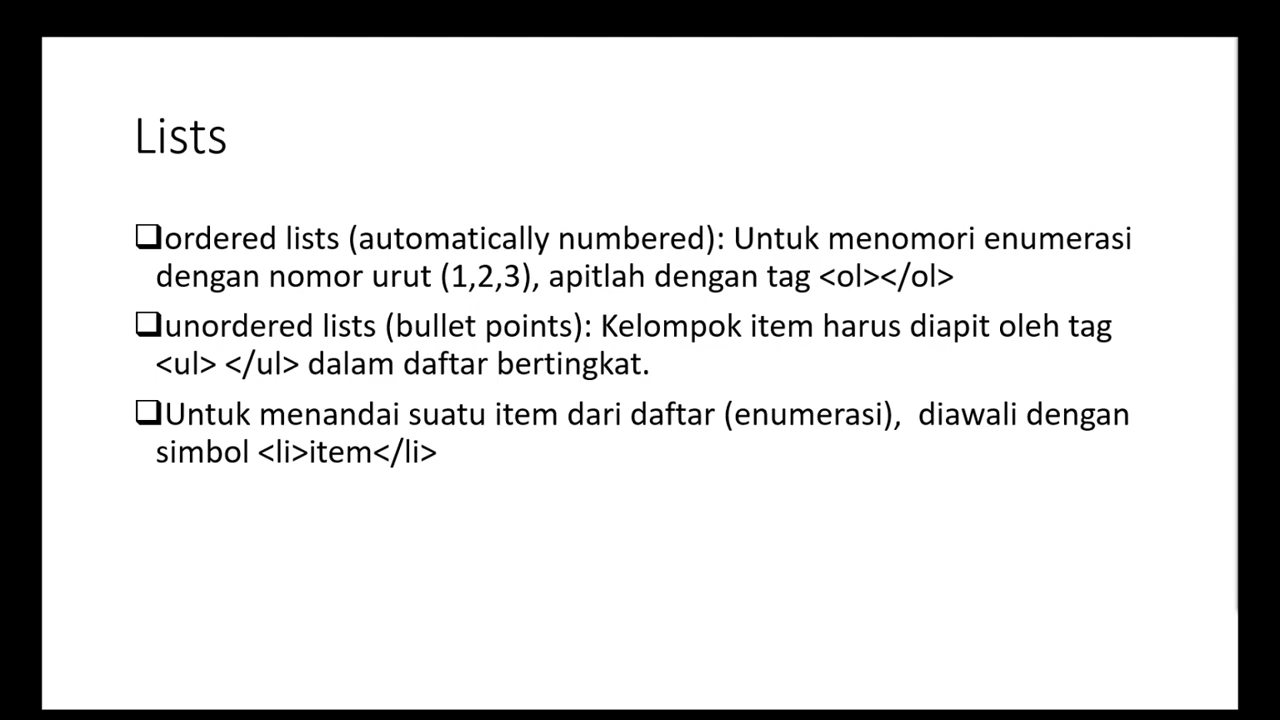 Lists
❑ordered lists (automatically numbered): Untuk menomori enumerasi
dengan nomor urut (1,2,3), apitlah dengan tag <ol></ol>
❑unordered lists (bullet points): Kelompok item harus diapit oleh tag
<ul> </ul> dalam daftar bertingkat.
❑Untuk menandai suatu item dari daftar (enumerasi),  diawali dengan
simbol <li>item</li>